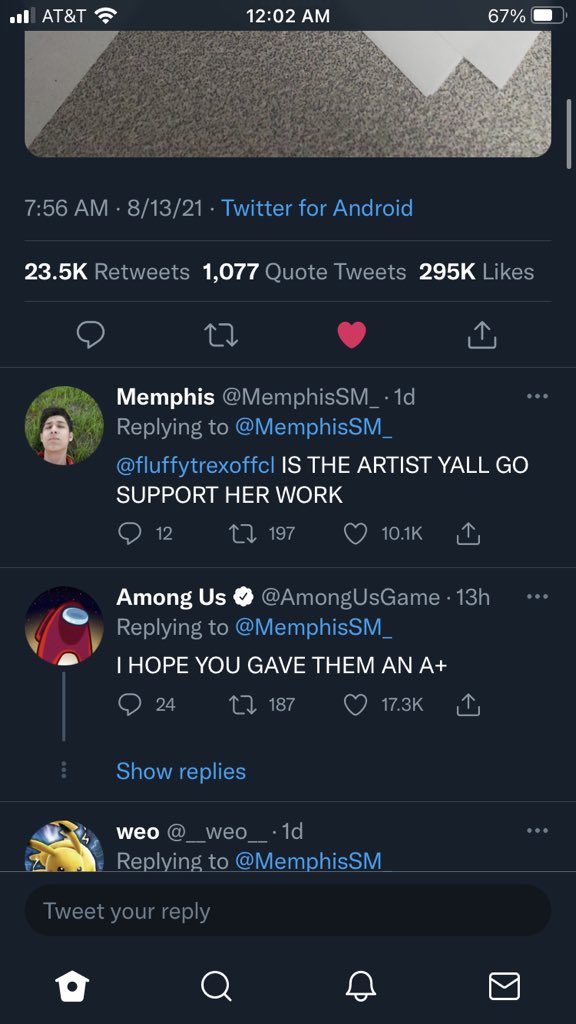 AT&T 12:02 AM 67%
7:56 AM · 8/13/21 · Twitter for Android
23.5K Retweets 1,077 Quote Tweets 295K Likes
Memphis @MemphisSM_ · 1d
Replying to @MemphisSM_
@fluffytrexoffcl IS THE ARTIST YALL GO
SUPPORT HER WORK
12 197 10.1K
Among Us @AmongUsGame · 13h
Replying to @MemphisSM_
I HOPE YOU GAVE THEM AN A+
24 187 17.3K
Show replies
weo @__weo__ · 1d
Replying to @MemphisSM_
Tweet your reply